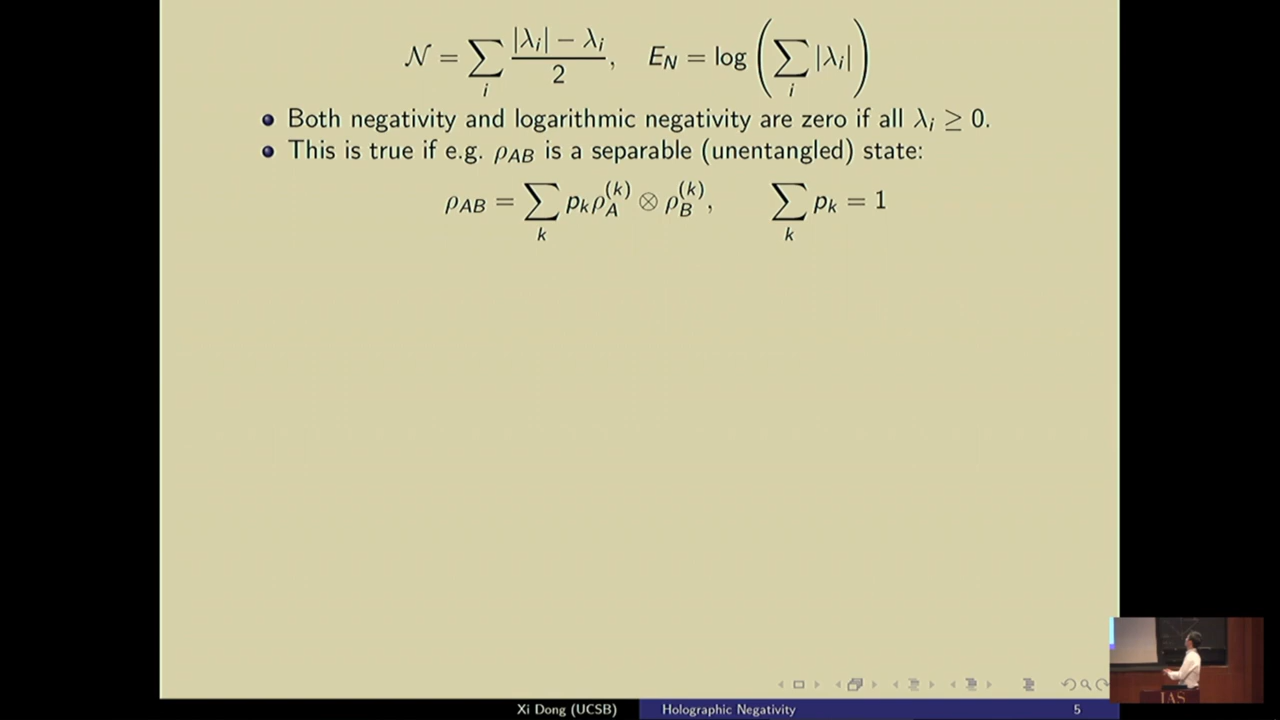 𝒩 = ∑_i (|λ_i| − λ_i)/2, E_N = log(∑_i |λ_i|)
• Both negativity and logarithmic negativity are zero if all λ_i ≥ 0.
• This is true if e.g. ρ_AB is a separable (unentangled) state:
ρ_AB = ∑_k p_k ρ_A^(k) ⊗ ρ_B^(k), ∑_k p_k = 1
IAS
Xi Dong (UCSB) Holographic Negativity 5